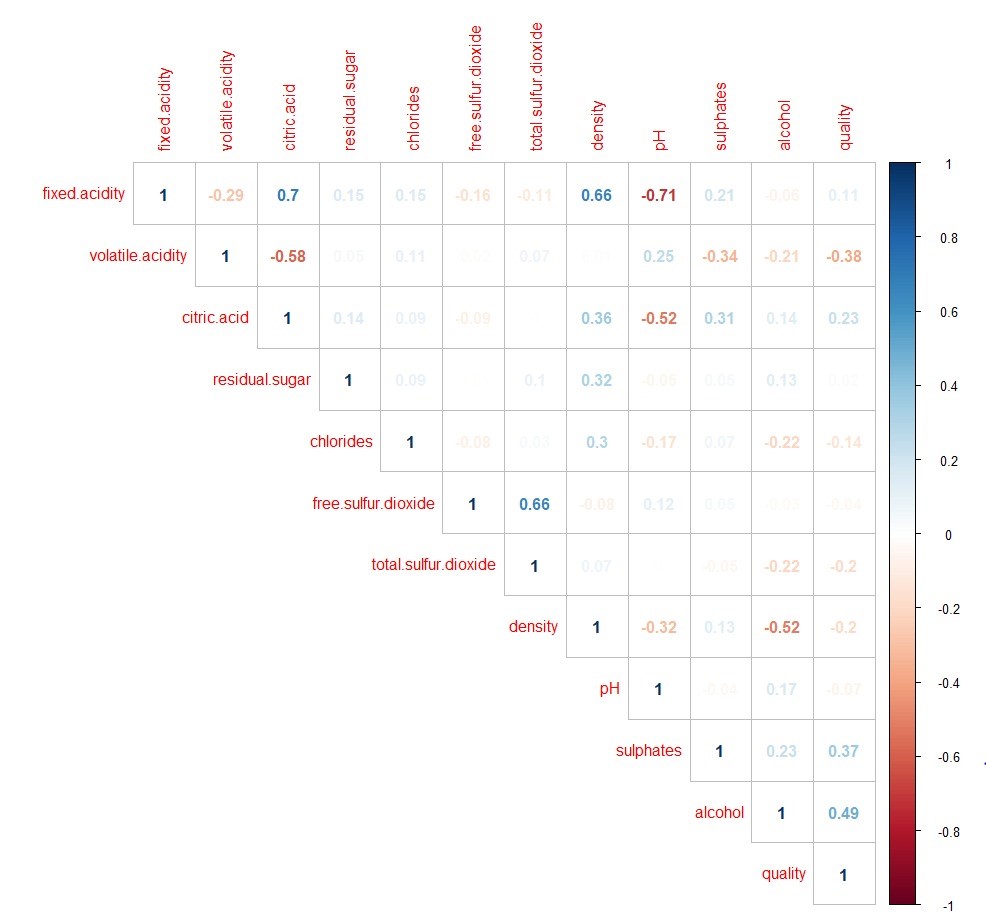 fixed.acidity volatile.acidity citric.acid residual.sugar chlorides free.sulfur.dioxide total.sulfur.dioxide density pH sulphates alcohol quality
fixed.acidity 1 -0.29 0.7 0.15 0.15 -0.16 -0.11 0.66 -0.71 0.21 -0.06 0.11
volatile.acidity 1 -0.58 0.05 0.11 0.07 0.25 -0.34 -0.21 -0.38
citric.acid 1 0.14 0.09 -0.09 0.36 -0.52 0.31 0.14 0.23
residual.sugar 1 0.09 0.1 0.32 -0.05 0.05 0.13 0.02
chlorides 1 -0.08 0.03 0.3 -0.17 0.07 -0.22 -0.14
free.sulfur.dioxide 1 0.66 -0.08 0.12 0.05
total.sulfur.dioxide 1 0.07 -0.05 -0.22 -0.2
density 1 -0.32 0.13 -0.52 -0.2
pH 1 -0.04 0.17 -0.07
sulphates 1 0.23 0.37
alcohol 1 0.49
quality 1
1
0.8
0.6
0.4
0.2
0
-0.2
-0.4
-0.6
-0.8
-1